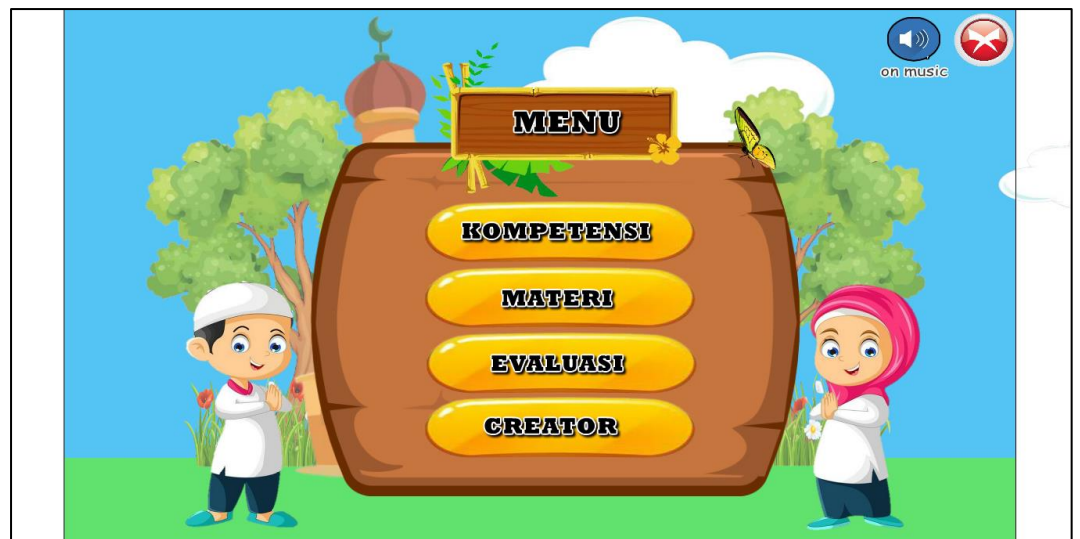 on music
MENU
KOMPETENSI
MATERI
EVALUASI
CREATOR